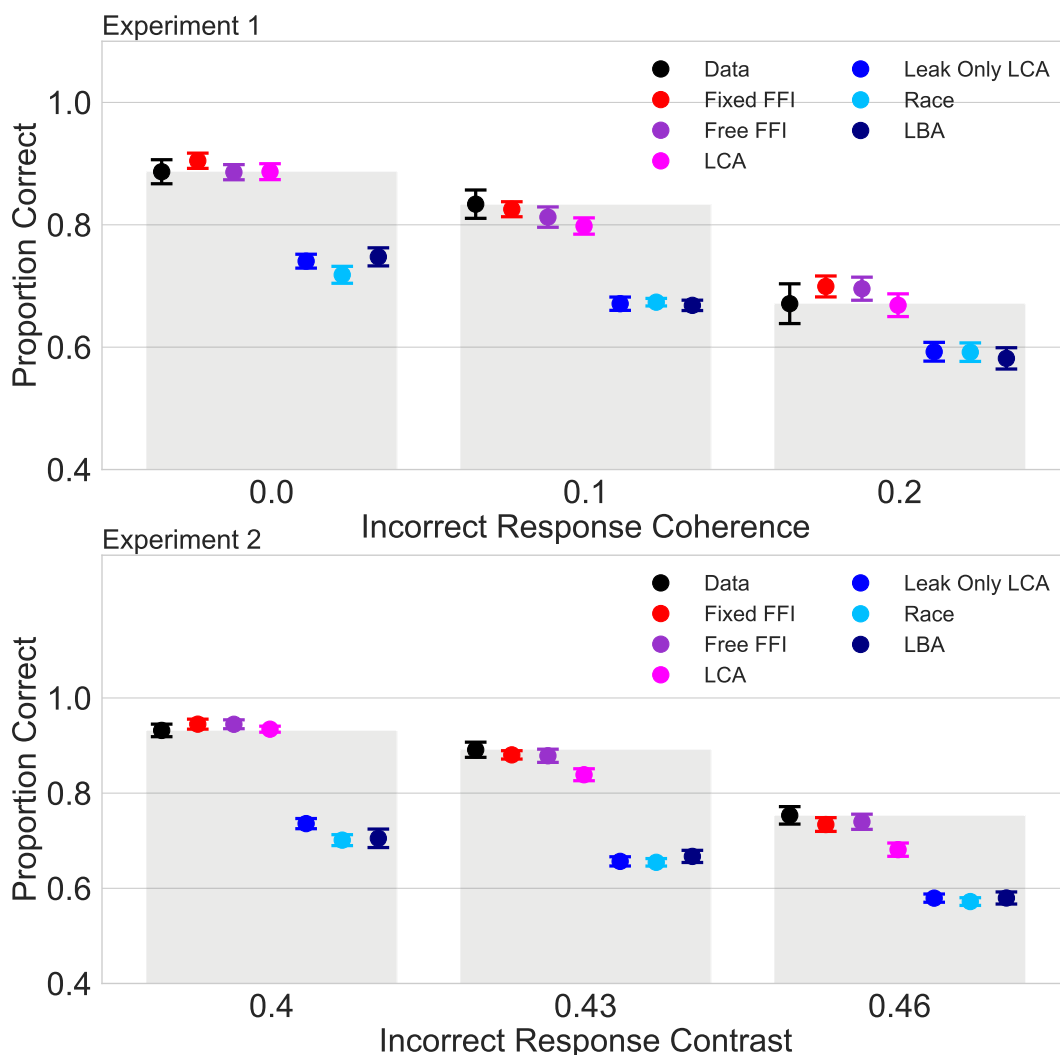 Experiment 1
Data
Fixed FFI
Free FFI
LCA
Leak Only LCA
Race
LBA
Proportion Correct
1.0
0.8
0.6
0.4
0.0
0.1
0.2
Incorrect Response Coherence
Experiment 2
Data
Fixed FFI
Free FFI
LCA
Leak Only LCA
Race
LBA
Proportion Correct
1.0
0.8
0.6
0.4
0.4
0.43
0.46
Incorrect Response Contrast